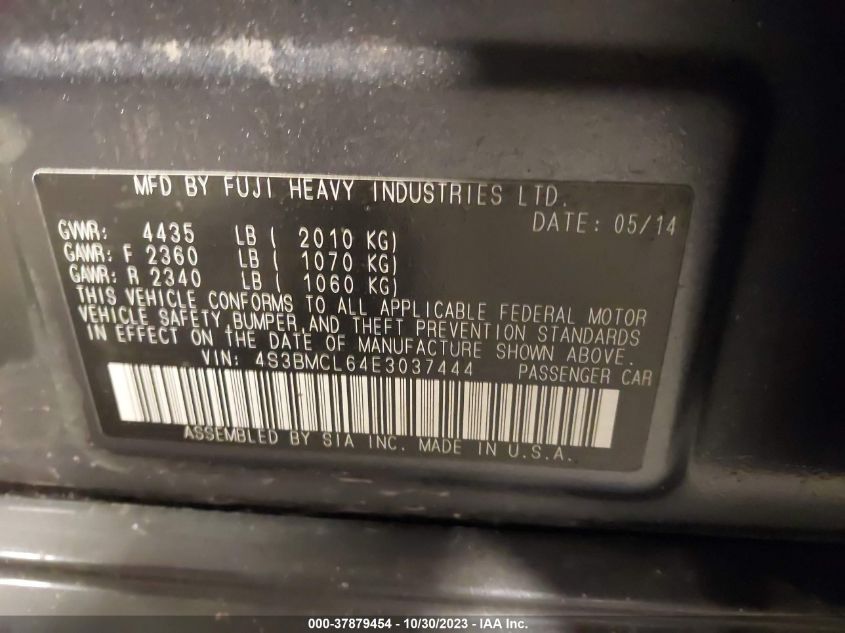 MFD BY FUJI HEAVY INDUSTRIES LTD.
DATE: 05/14
GVWR: 4435 LB ( 2010 KG)
GAWR: F 2360 LB ( 1070 KG)
GAWR: R 2340 LB ( 1060 KG)
THIS VEHICLE CONFORMS TO ALL APPLICABLE FEDERAL MOTOR
VEHICLE SAFETY, BUMPER, AND THEFT PREVENTION STANDARDS
IN EFFECT ON THE DATE OF MANUFACTURE SHOWN ABOVE.
VIN: 4S3BMCL64E3037444 PASSENGER CAR
ASSEMBLED BY SIA INC. MADE IN U.S.A.
000-37879454 - 10/30/2023 - IAA Inc.